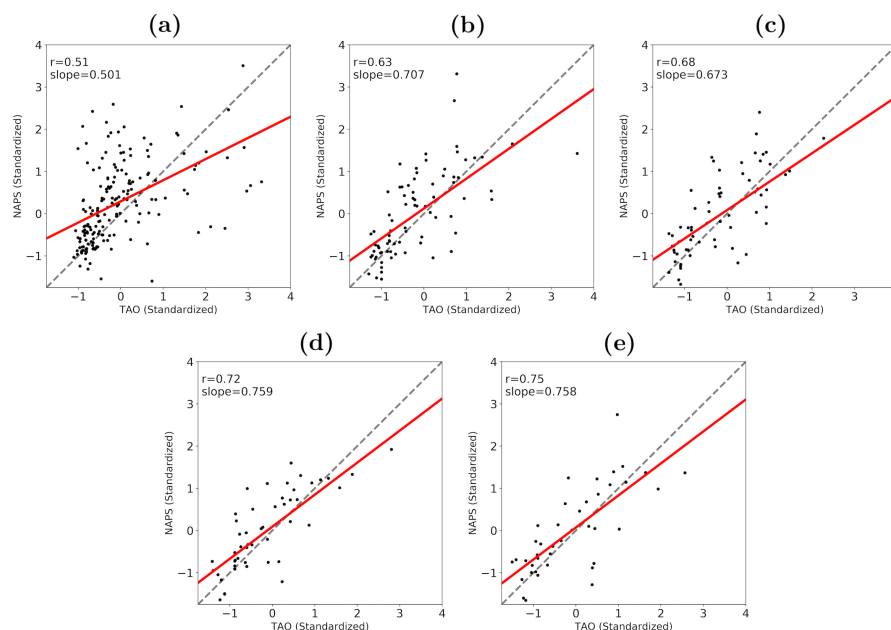 (a)
(b)
(c)
r=0.51
slope=0.501
r=0.63
slope=0.707
r=0.68
slope=0.673
NAPS (Standardized)
4
3
2
1
0
−1
−1 0 1 2 3 4
TAO (Standardized)
NAPS (Standardized)
4
3
2
1
0
−1
−1 0 1 2 3 4
TAO (Standardized)
NAPS (Standardized)
4
3
2
1
0
−1
−1 0 1 2 3
TAO (Standardized)
(d)
(e)
r=0.72
slope=0.759
r=0.75
slope=0.758
NAPS (Standardized)
4
3
2
1
0
−1
−1 0 1 2 3 4
TAO (Standardized)
NAPS (Standardized)
4
3
2
1
0
−1
−1 0 1 2 3 4
TAO (Standardized)